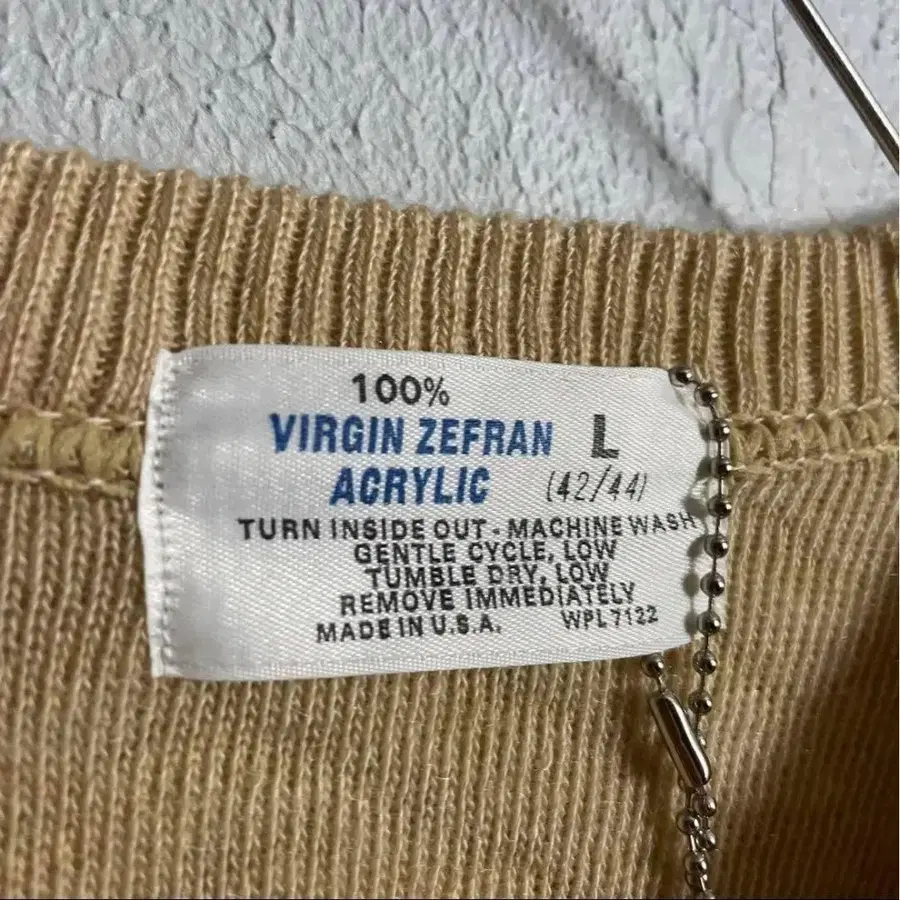 100%
VIRGIN ZEFRAN L
ACRYLIC (42/44)
TURN INSIDE OUT - MACHINE WASH
GENTLE CYCLE, LOW
TUMBLE DRY, LOW
REMOVE IMMEDIATELY
MADE IN U.S.A. WPL 7122